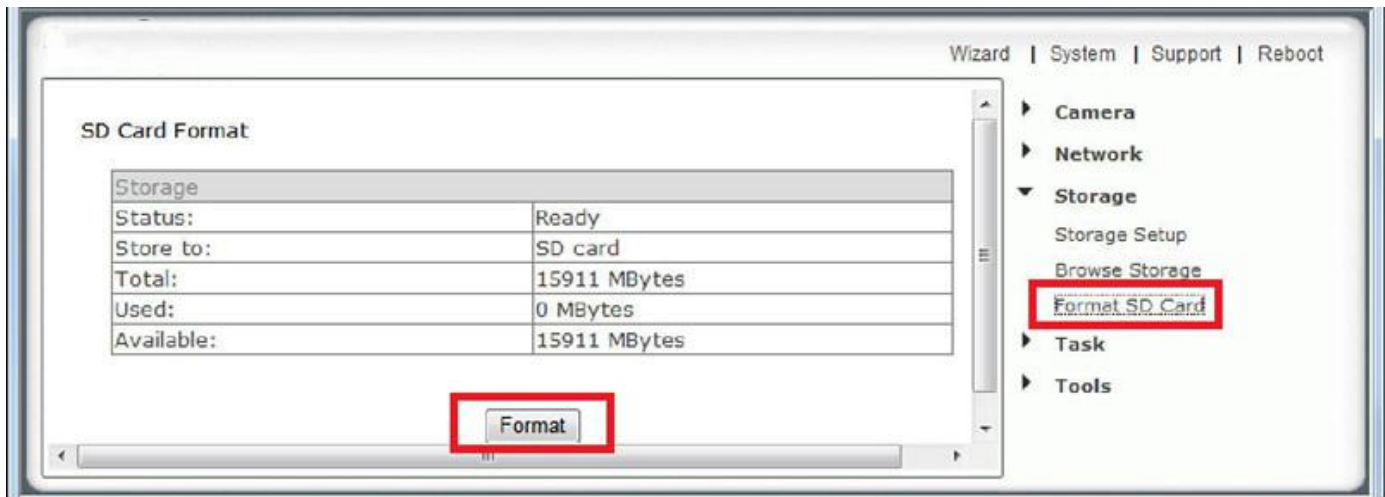 Wizard | System | Support | Reboot
SD Card Format
Storage
Status: Ready
Store to: SD card
Total: 15911 MBytes
Used: 0 MBytes
Available: 15911 MBytes
Format
Camera
Network
Storage
Storage Setup
Browse Storage
Format SD Card
Task
Tools